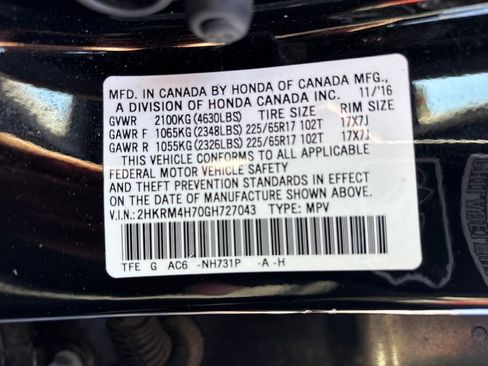 MFD. IN CANADA BY HONDA OF CANADA MFG.,
A DIVISION OF HONDA CANADA INC. 11/'16
GVWR 2100KG(4630LBS) TIRE SIZE RIM SIZE
GAWR F 1065KG(2348LBS) 225/65R17 102T 17X7J
GAWR R 1055KG(2326LBS) 225/65R17 102T 17X7J
THIS VEHICLE CONFORMS TO ALL APPLICABLE
FEDERAL MOTOR VEHICLE SAFETY
AND THEFT PREVENTION STANDARDS IN EFFECT
ON THE DATE OF MANUFACTURE SHOWN ABOVE.
V.I.N.:2HKRM4H70GH727043 TYPE: MPV
TFE G AC6 -NH731P -A -H